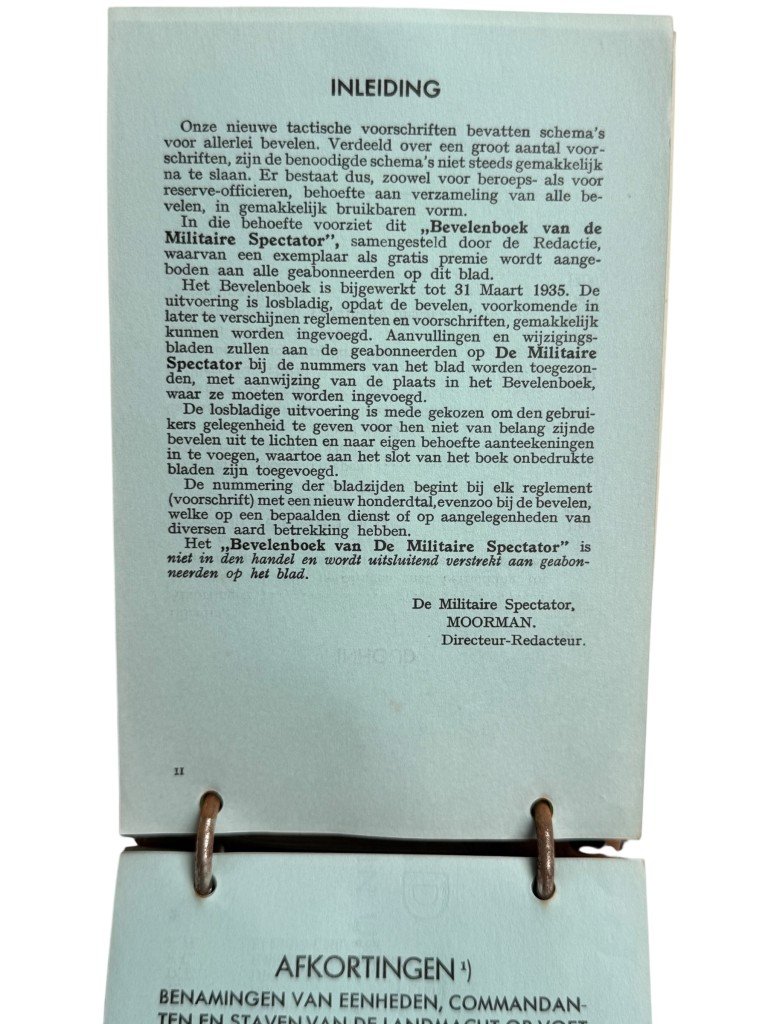 INLEIDING
Onze nieuwe tactische voorschriften bevatten schema's
voor allerlei bevelen. Verdeeld over een groot aantal voor-
schriften, zijn de benoodigde schema's niet steeds gemakkelijk
na te slaan. Er bestaat dus, zoowel voor beroeps- als voor
reserve-officieren, behoefte aan verzameling van alle be-
velen, in gemakkelijk bruikbaren vorm.
In die behoefte voorziet dit „Bevelenboek van de
Militaire Spectator”, samengesteld door de Redactie,
waarvan een exemplaar als gratis premie wordt aange-
boden aan alle geabonneerden op dit blad.
Het Bevelenboek is bijgewerkt tot 31 Maart 1935. De
uitvoering is losbladig, opdat de bevelen, voorkomende in
later te verschijnen reglementen en voorschriften, gemakkelijk
kunnen worden ingevoegd. Aanvullingen en wijzigings-
bladen zullen aan de geabonneerden op De Militaire
Spectator bij de nummers van het blad worden toegezon-
den, met aanwijzing van de plaats in het Bevelenboek,
waar ze moeten worden ingevoegd.
De losbladige uitvoering is mede gekozen om den gebrui-
kers gelegenheid te geven voor hen niet van belang zijnde
bevelen uit te lichten en naar eigen behoefte aanteekeningen
in te voegen, waartoe aan het slot van het boek onbedrukte
bladen zijn toegevoegd.
De nummering der bladzijden begint bij elk reglement
(voorschrift) met een nieuw honderdtal, evenzoo bij de bevelen,
welke op een bepaalden dienst of op aangelegenheden van
diversen aard betrekking hebben.
Het „Bevelenboek van De Militaire Spectator” is
niet in den handel en wordt uitsluitend verstrekt aan geabon-
neerden op het blad.
De Militaire Spectator,
MOORMAN.
Directeur-Redacteur.
II
AFKORTINGEN ¹)
BENAMINGEN VAN EENHEDEN, COMMANDAN-
TEN EN STAVEN VAN DE LANDMACHT OP VOET